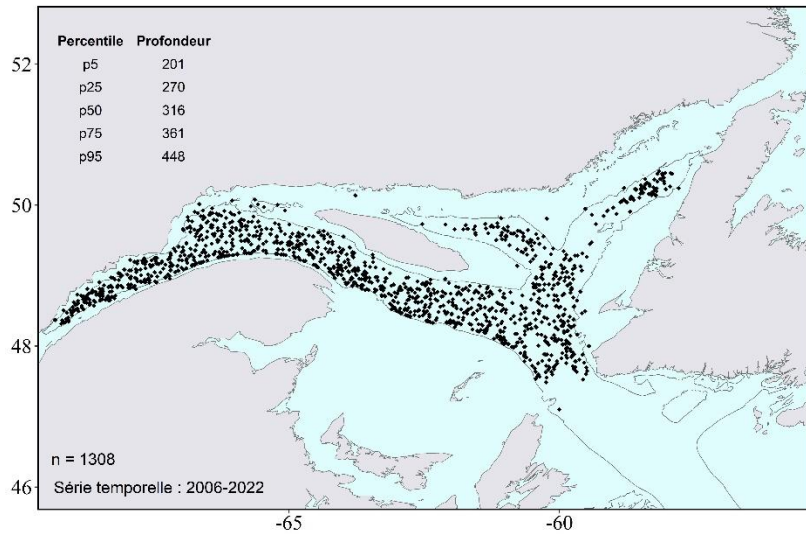 Percentile Profondeur
p5 201
p25 270
p50 316
p75 361
p95 448
52
50
48
46
n = 1308
Série temporelle : 2006-2022
-65 -60